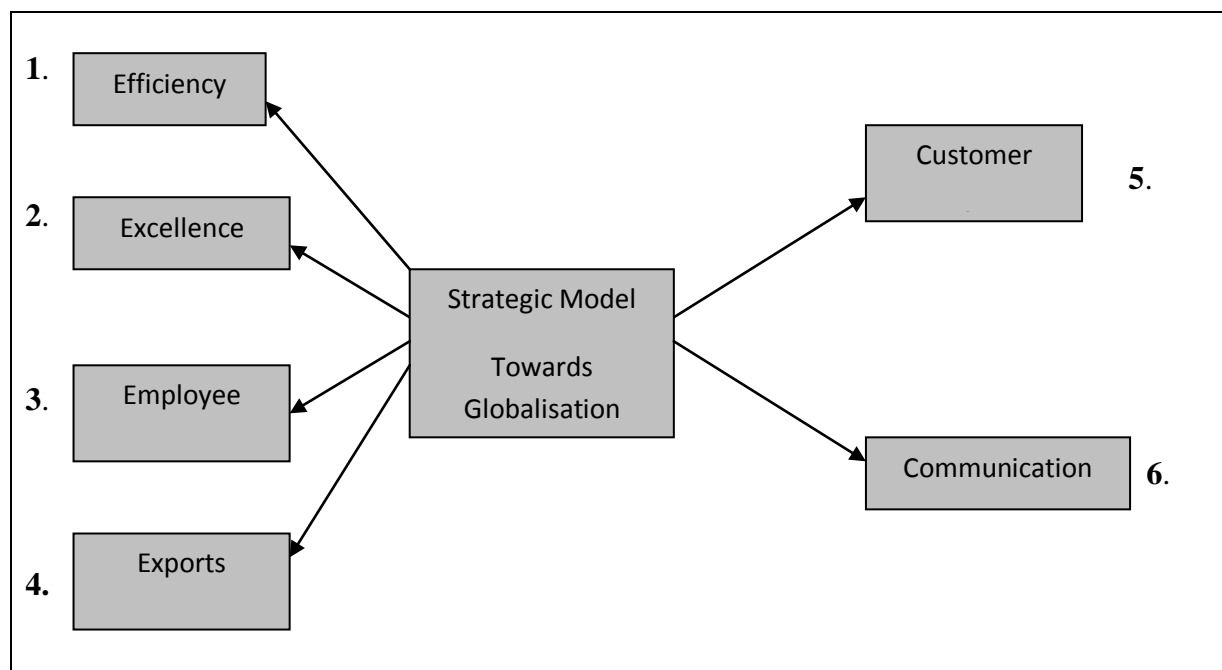 1.
Efficiency
2.
Excellence
3.
Employee
4.
Exports
Strategic Model
Towards
Globalisation
Customer
5.
Communication
6.